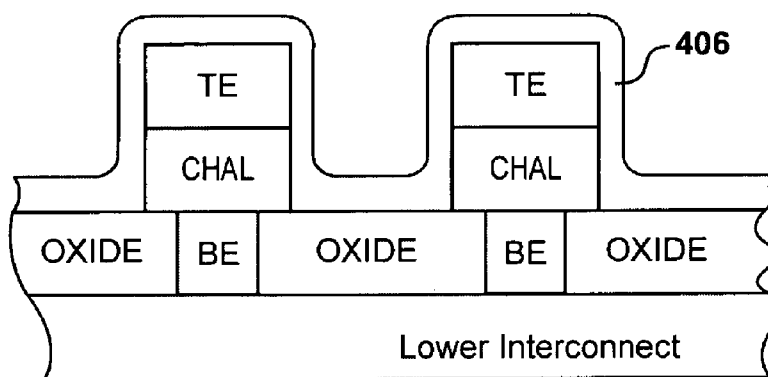 TE
TE
406
CHAL
CHAL
OXIDE
BE
OXIDE
BE
OXIDE
Lower Interconnect